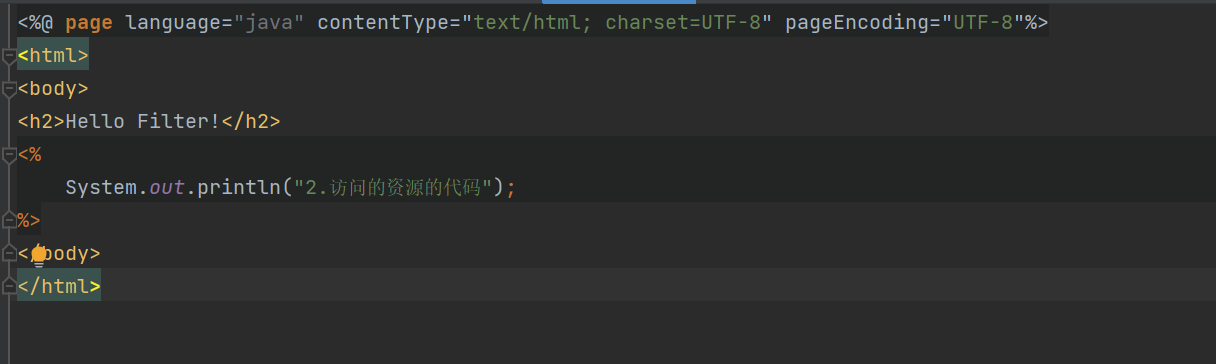 <%@ page language="java" contentType="text/html; charset=UTF-8" pageEncoding="UTF-8"%>
<html>
<body>
<h2>Hello Filter!</h2>
<%
    System.out.println("2.访问的资源的代码");
%>
</body>
</html>